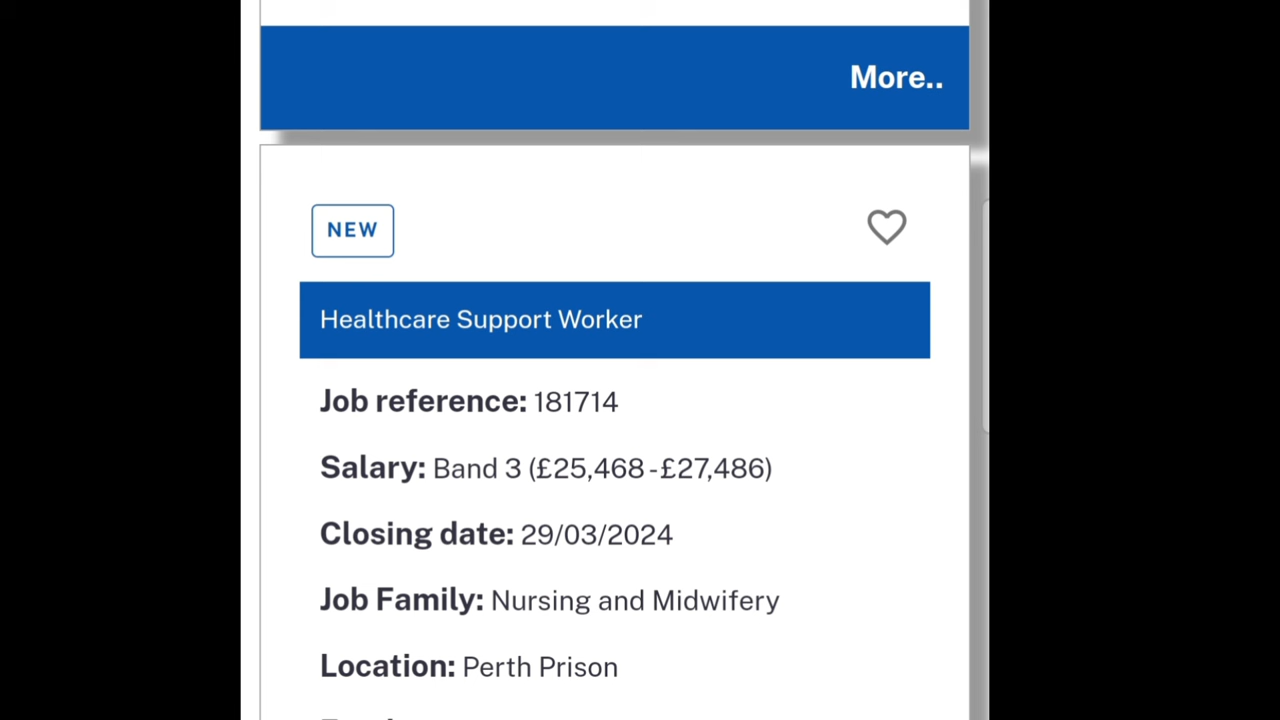 More..
NEW
Healthcare Support Worker
Job reference: 181714
Salary: Band 3 (£25,468 - £27,486)
Closing date: 29/03/2024
Job Family: Nursing and Midwifery
Location: Perth Prison